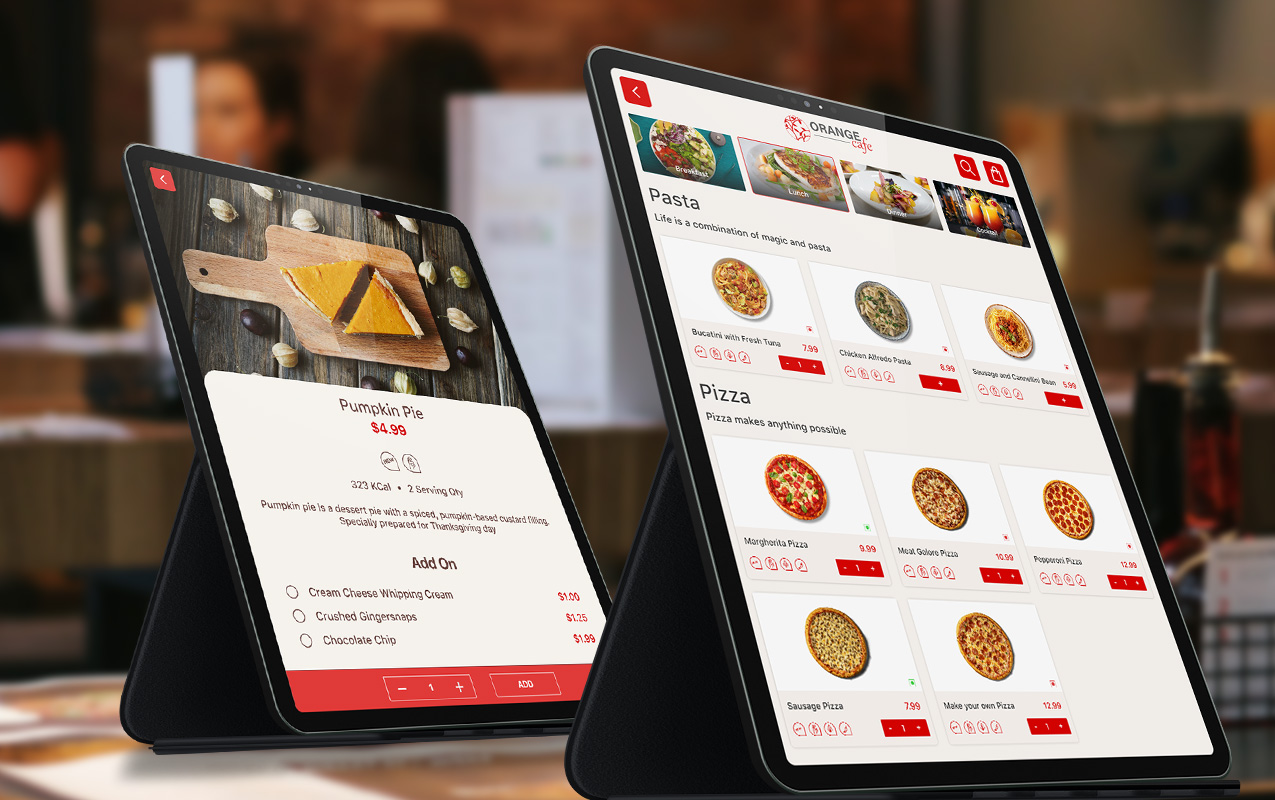 Pumpkin Pie
$4.99
323 KCal • 2 Serving Qty
Pumpkin pie is a dessert pie with a spiced, pumpkin-based custard filling.
Specially prepared for Thanksgiving day
Add On
Cream Cheese Whipping Cream $1.00
Crushed Gingersnaps $1.25
Chocolate Chip $1.99
− 1 + ADD
ORANGE
cafe
Breakfast Lunch Dinner Cocktail
Pasta
Life is a combination of magic and pasta
Bucatini with Fresh Tuna 7.99
- 1 +
Chicken Alfredo Pasta 8.99
+
Sausage and Cannellini Bean 5.99
+
Pizza
Pizza makes anything possible
Margherita Pizza 9.99
- 1 +
Meat Galore Pizza 10.99
- 1 +
Pepperoni Pizza 12.99
- 1 +
Sausage Pizza 7.99
- 1 +
Make your own Pizza 12.99
- 1 +